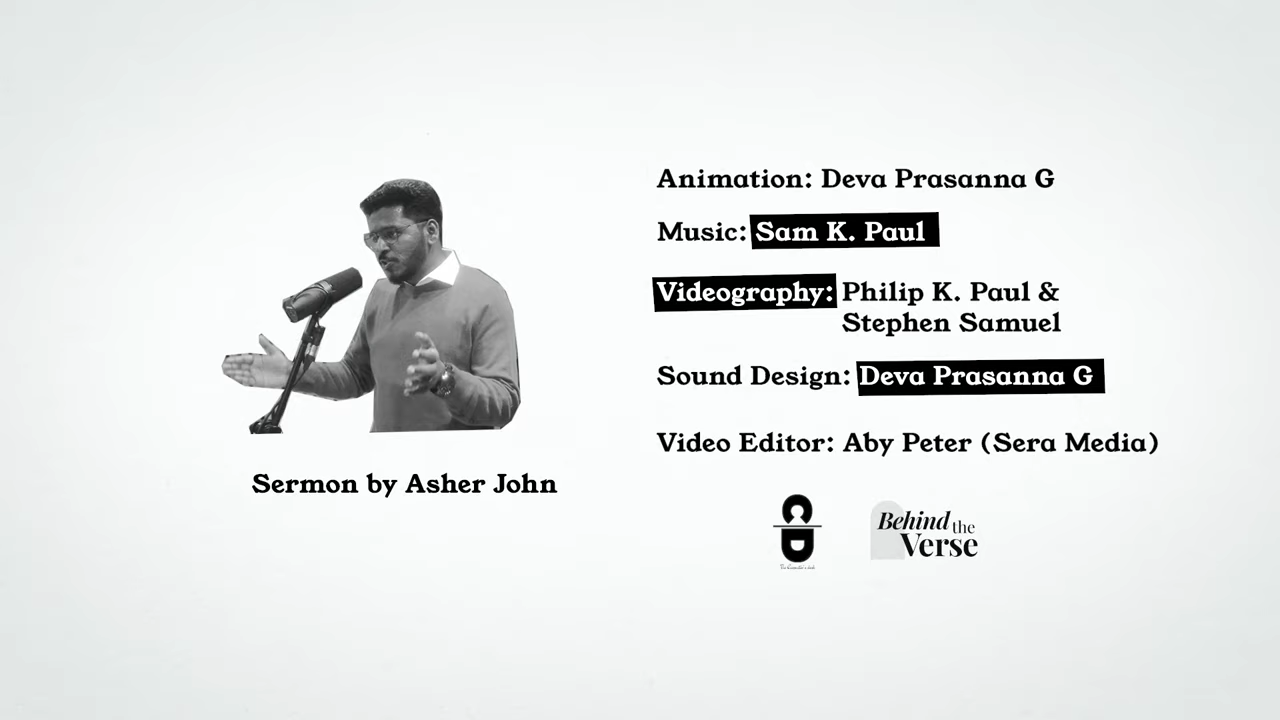 Animation: Deva Prasanna G
Music: Sam K. Paul
Videography: Philip K. Paul &
Stephen Samuel
Sound Design: Deva Prasanna G
Video Editor: Aby Peter (Sera Media)
Sermon by Asher John
CD
Behind the
Verse